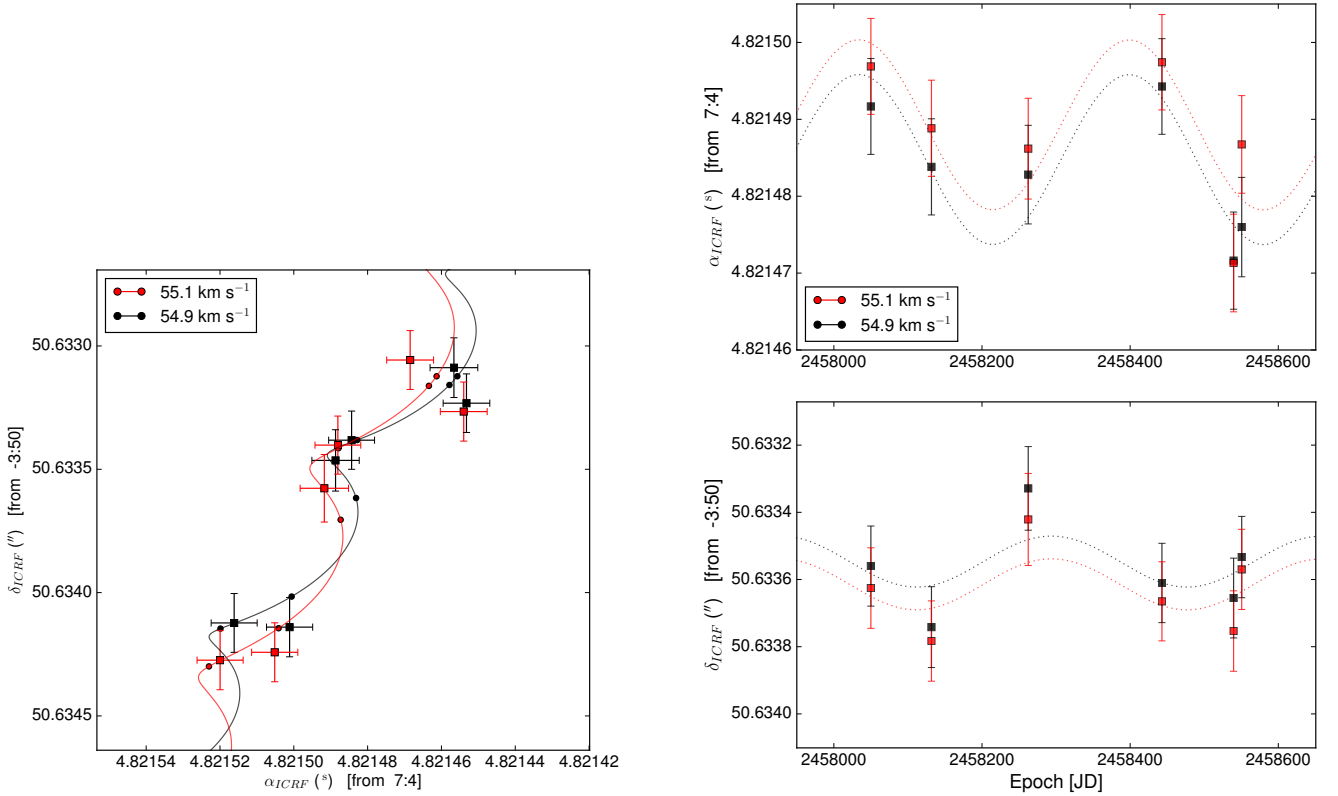 55.1 km s⁻¹
54.9 km s⁻¹
50.6330
50.6335
50.6340
50.6345
δ_ICRF (″) [from -3:50]
4.82154 4.82152 4.82150 4.82148 4.82146 4.82144 4.82142
α_ICRF (ˢ) [from 7:4]
4.82150
4.82149
4.82148
4.82147
4.82146
α_ICRF (ˢ) [from 7:4]
55.1 km s⁻¹
54.9 km s⁻¹
2458000 2458200 2458400 2458600
50.6332
50.6334
50.6336
50.6338
50.6340
δ_ICRF (″) [from -3:50]
2458000 2458200 2458400 2458600
Epoch [JD]